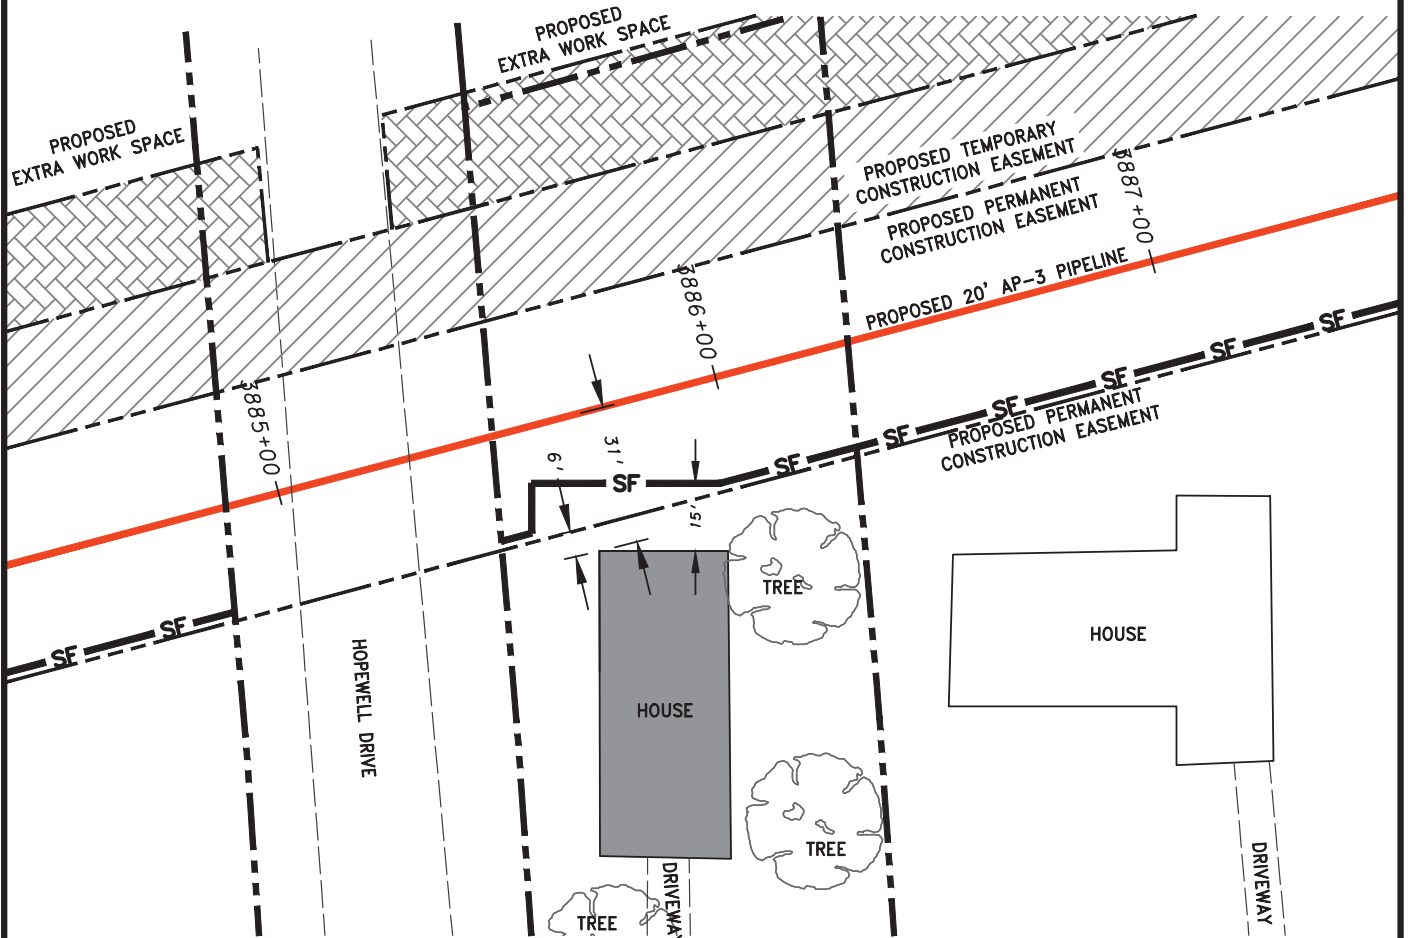 PROPOSED
EXTRA WORK SPACE
PROPOSED
EXTRA WORK SPACE
PROPOSED TEMPORARY
CONSTRUCTION EASEMENT
PROPOSED PERMANENT
CONSTRUCTION EASEMENT
3887+00
3886+00
PROPOSED 20' AP-3 PIPELINE
SF
SF
SF
SF
SF
SF
PROPOSED PERMANENT
CONSTRUCTION EASEMENT
3885+00
31'
6'
SF
15'
TREE
SF
SF
HOUSE
HOPEWELL DRIVE
HOUSE
TREE
DRIVEWAY
DRIVEWAY
TREE